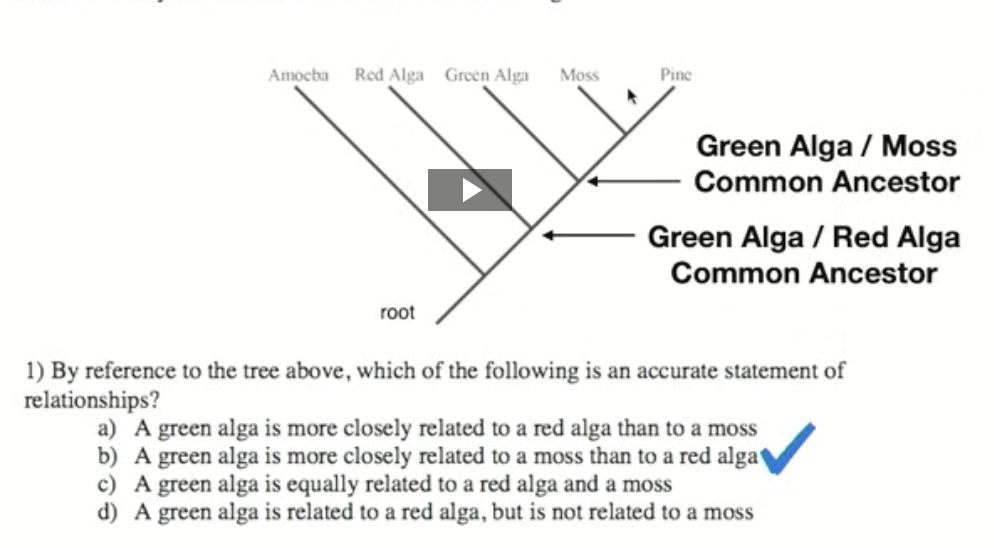 Amoeba Red Alga Green Alga Moss Pine
Green Alga / Moss
Common Ancestor
Green Alga / Red Alga
Common Ancestor
root
1) By reference to the tree above, which of the following is an accurate statement of
relationships?
a) A green alga is more closely related to a red alga than to a moss
b) A green alga is more closely related to a moss than to a red alga
c) A green alga is equally related to a red alga and a moss
d) A green alga is related to a red alga, but is not related to a moss